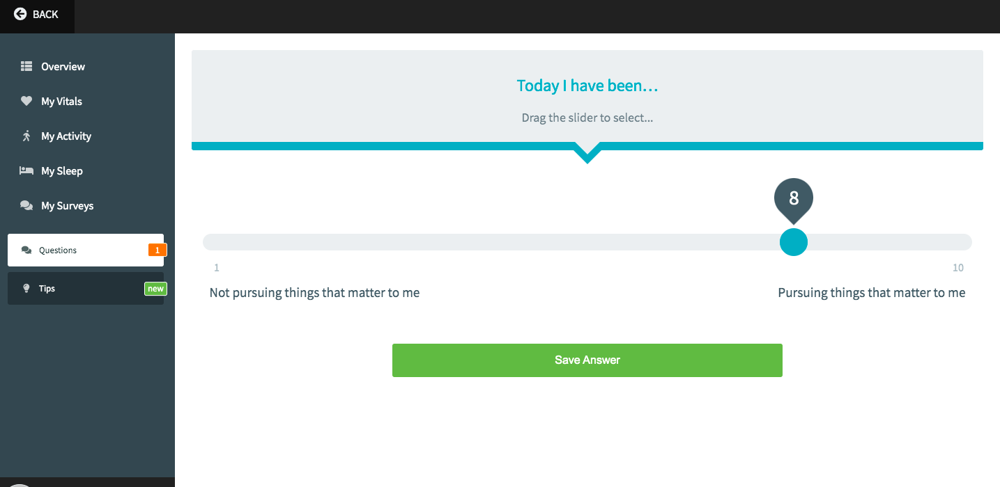 BACK
Overview
My Vitals
My Activity
My Sleep
My Surveys
Questions 1
Tips new
Today I have been...
Drag the slider to select...
8
1 10
Not pursuing things that matter to me Pursuing things that matter to me
Save Answer